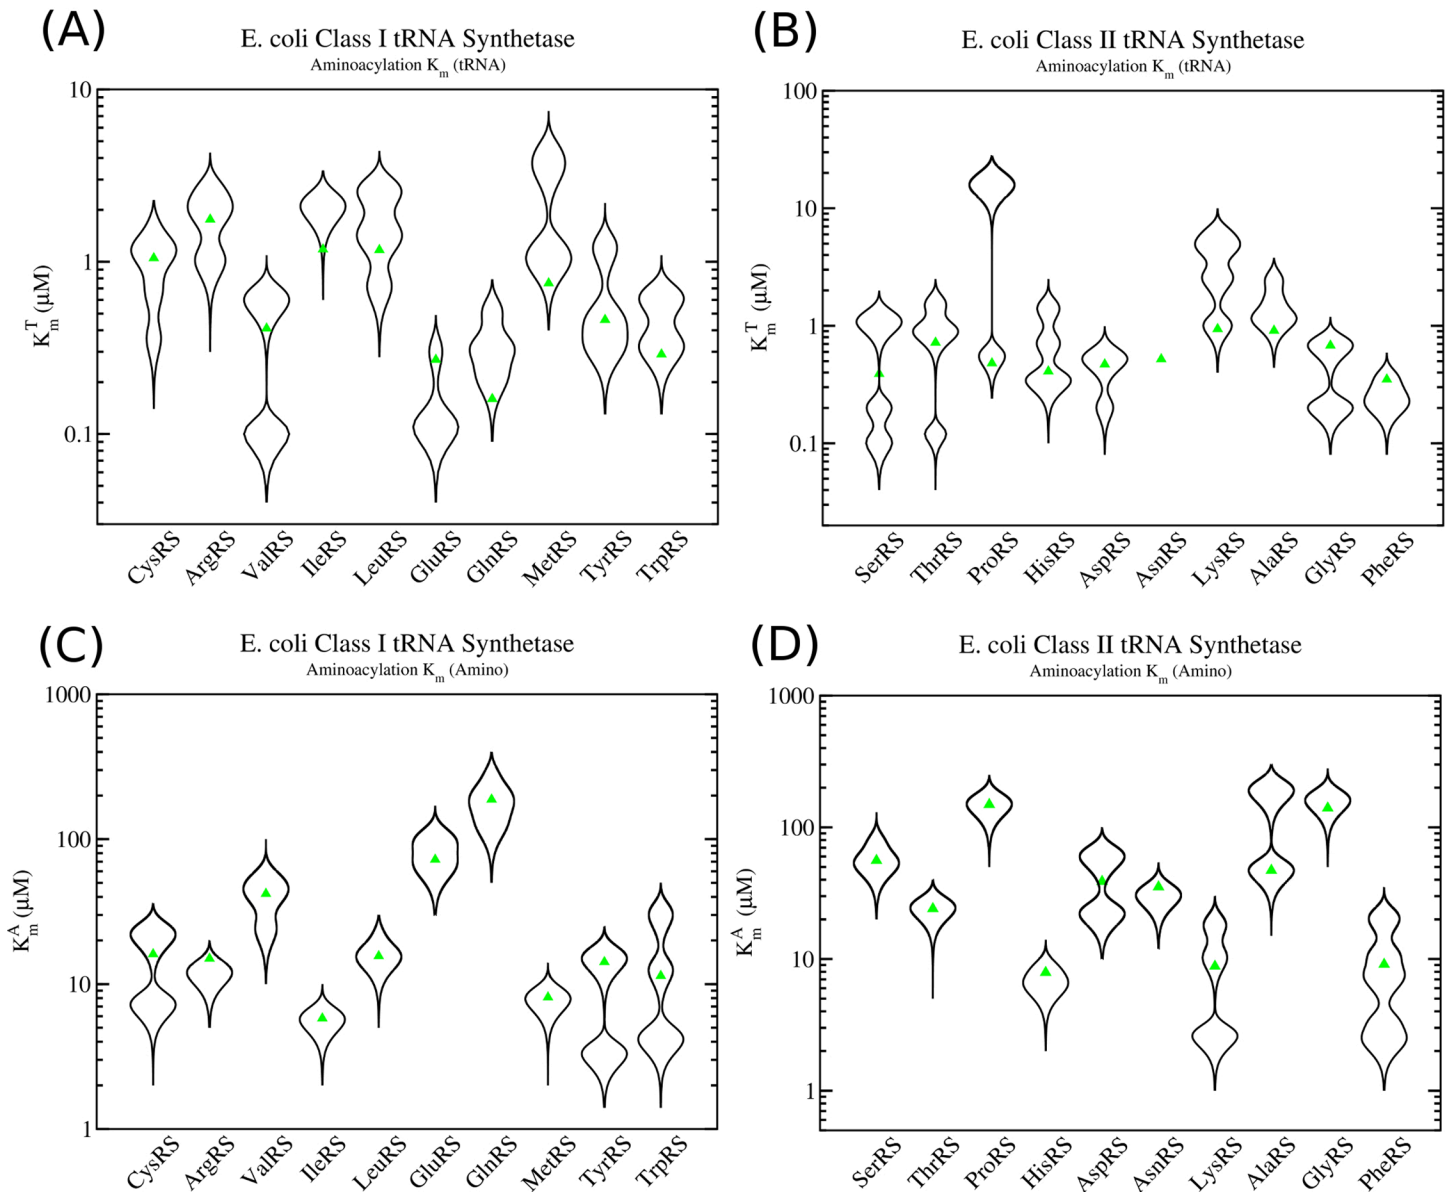 (A)
E. coli Class I tRNA Synthetase
Aminoacylation Km (tRNA)
10
1
0.1
KmT (μM)
CysRS
ArgRS
ValRS
IleRS
LeuRS
GluRS
GlnRS
MetRS
TyrRS
TrpRS
(B)
E. coli Class II tRNA Synthetase
Aminoacylation Km (tRNA)
100
10
1
0.1
KmT (μM)
SerRS
ThrRS
ProRS
HisRS
AspRS
AsnRS
LysRS
AlaRS
GlyRS
PheRS
(C)
E. coli Class I tRNA Synthetase
Aminoacylation Km (Amino)
1000
100
10
1
KmA (μM)
CysRS
ArgRS
ValRS
IleRS
LeuRS
GluRS
GlnRS
MetRS
TyrRS
TrpRS
(D)
E. coli Class II tRNA Synthetase
Aminoacylation Km (Amino)
1000
100
10
1
KmA (μM)
SerRS
ThrRS
ProRS
HisRS
AspRS
AsnRS
LysRS
AlaRS
GlyRS
PheRS